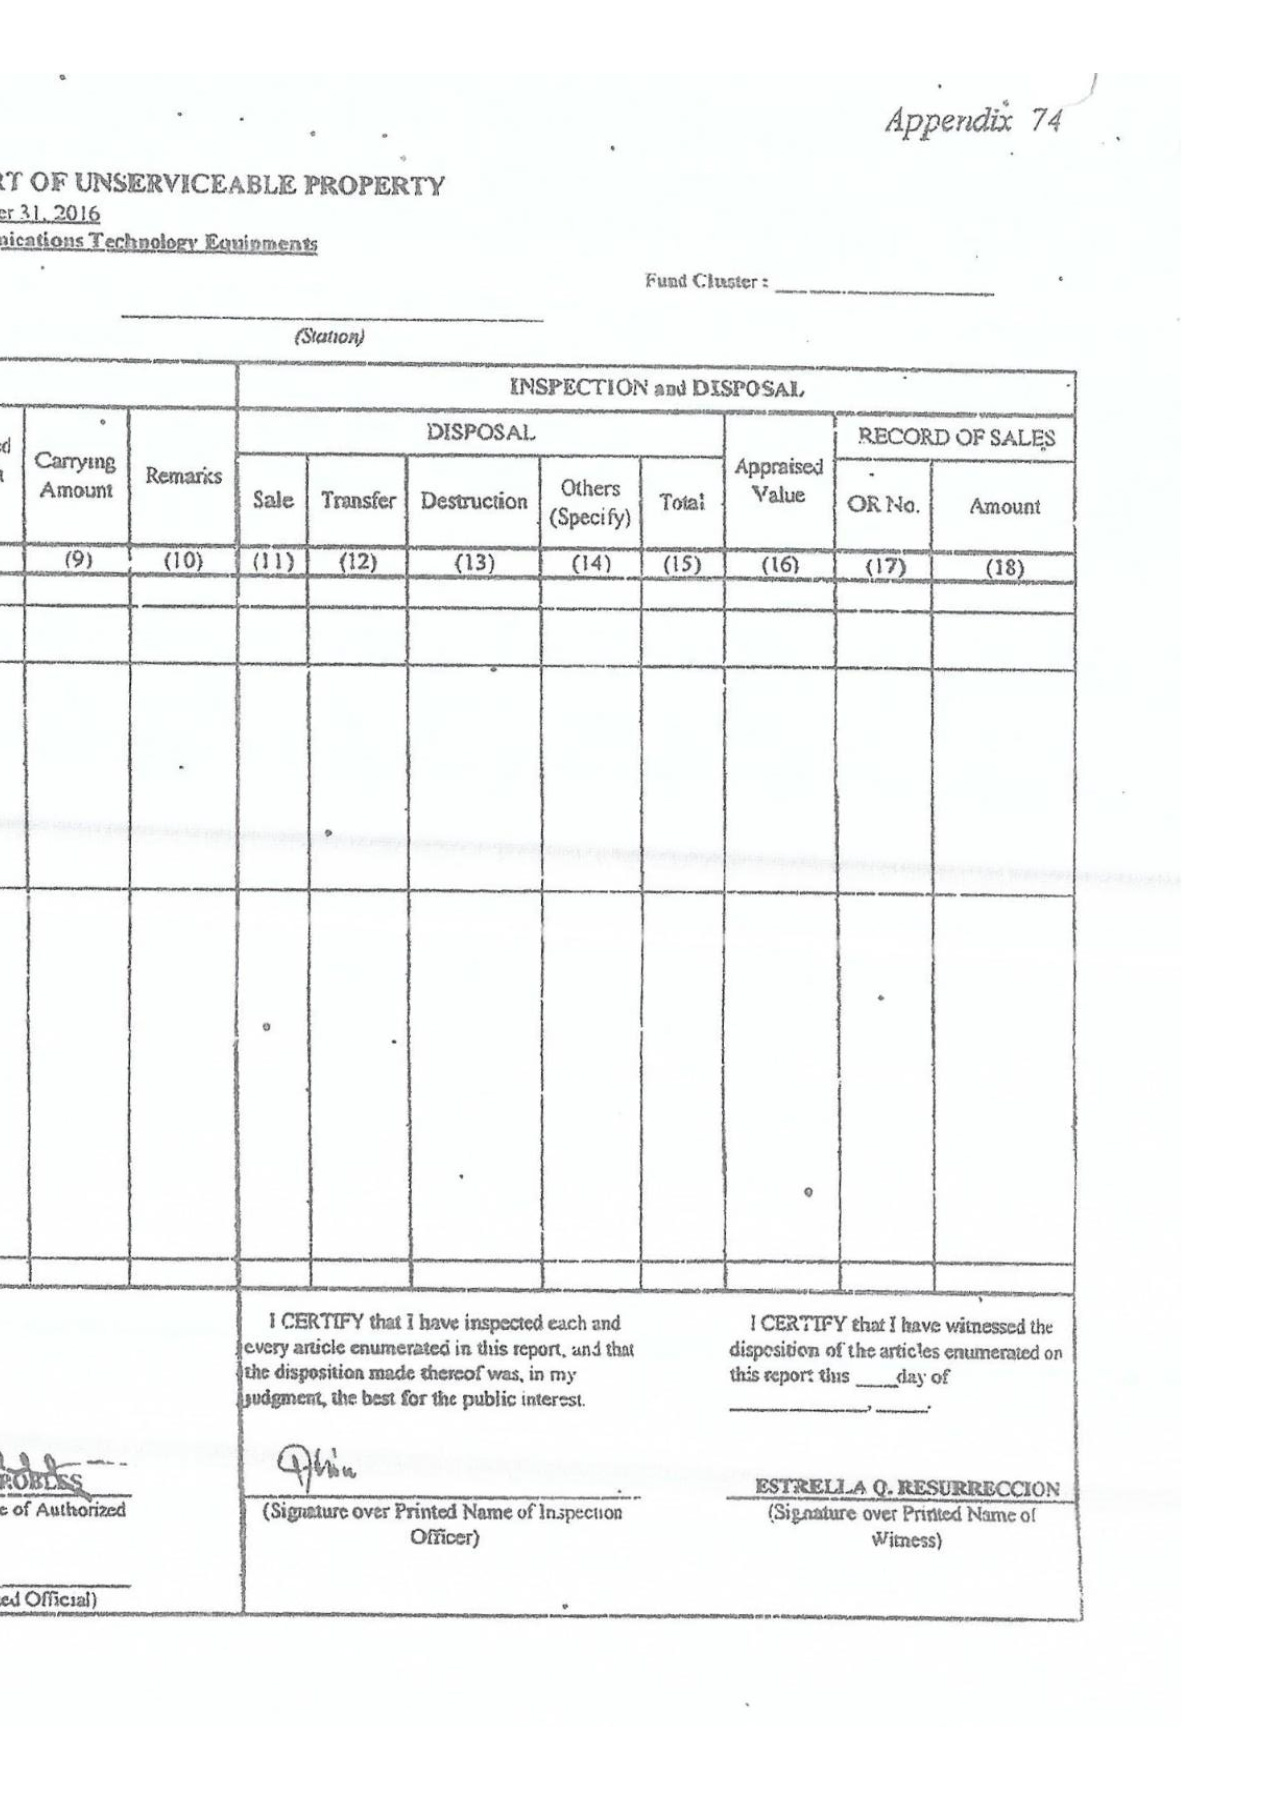 Appendix 74
RT OF UNSERVICEABLE PROPERTY
er 31, 2016
nications Technology Equipments
Fund Cluster :
(Station)
INSPECTION and DISPOSAL
DISPOSAL
RECORD OF SALES
ed
Carrying Amount
Remarks
Sale
Transfer
Destruction
Others (Specify)
Total
Appraised Value
OR No.
Amount
(9) (10) (11) (12) (13) (14) (15) (16) (17) (18)
I CERTIFY that I have inspected each and
every article enumerated in this report, and that
the disposition made thereof was, in my
judgment, the best for the public interest.
I CERTIFY that I have witnessed the
disposition of the articles enumerated on
this report this ____day of
____________, _____.
ROBLES
e of Authorized
ed Official)
(Signature over Printed Name of Inspection
Officer)
ESTRELLA Q. RESURRECCION
(Signature over Printed Name of
Witness)